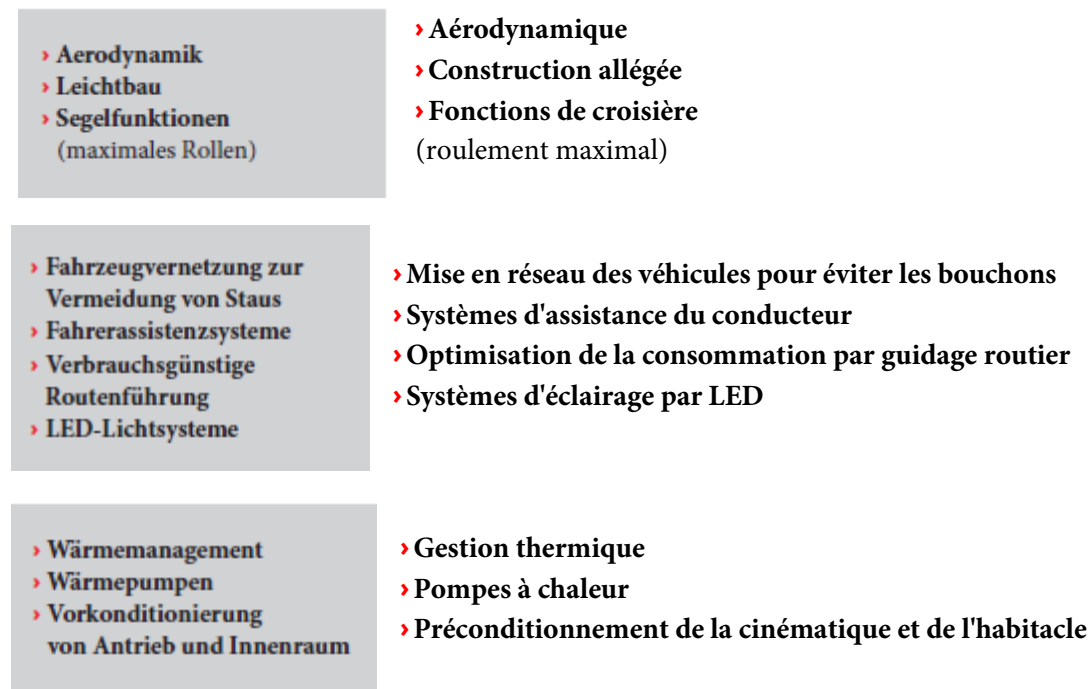 › Aerodynamik
› Leichtbau
› Segelfunktionen
(maximales Rollen)
› Aérodynamique
› Construction allégée
› Fonctions de croisière
(roulement maximal)
› Fahrzeugvernetzung zur
Vermeidung von Staus
› Fahrerassistenzsysteme
› Verbrauchsgünstige
Routenführung
› LED-Lichtsysteme
› Mise en réseau des véhicules pour éviter les bouchons
› Systèmes d'assistance du conducteur
› Optimisation de la consommation par guidage routier
› Systèmes d'éclairage par LED
› Wärmemanagement
› Wärmepumpen
› Vorkonditionierung
von Antrieb und Innenraum
› Gestion thermique
› Pompes à chaleur
› Préconditionnement de la cinématique et de l'habitacle